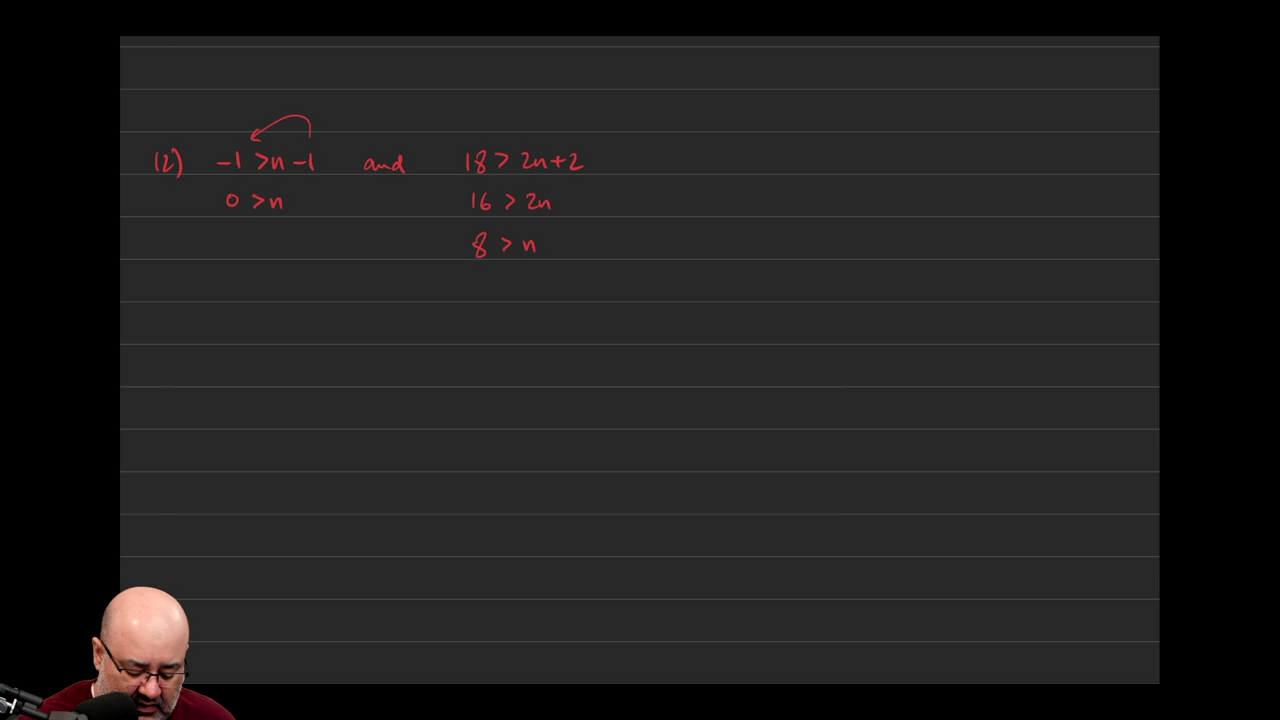 12) -1 > n - 1 and 18 > 2n + 2
0 > n 16 > 2n
8 > n